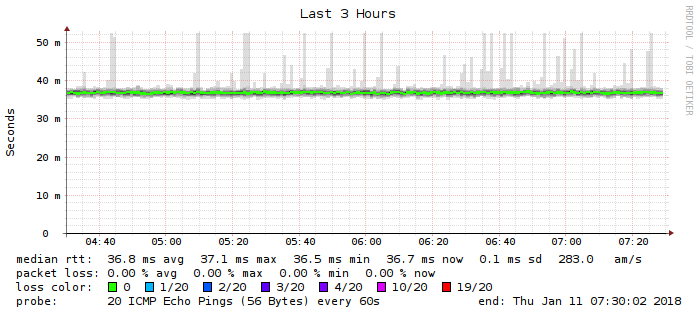 Last 3 Hours
RRDTOOL / TOBI OETIKER
Seconds
50 m
40 m
30 m
20 m
10 m
0
04:40 05:00 05:20 05:40 06:00 06:20 06:40 07:00 07:20
median rtt: 36.8 ms avg 37.1 ms max 36.5 ms min 36.7 ms now 0.1 ms sd 283.0 am/s
packet loss: 0.00 % avg 0.00 % max 0.00 % min 0.00 % now
loss color: 0 1/20 2/20 3/20 4/20 10/20 19/20
probe: 20 ICMP Echo Pings (56 Bytes) every 60s end: Thu Jan 11 07:30:02 2018